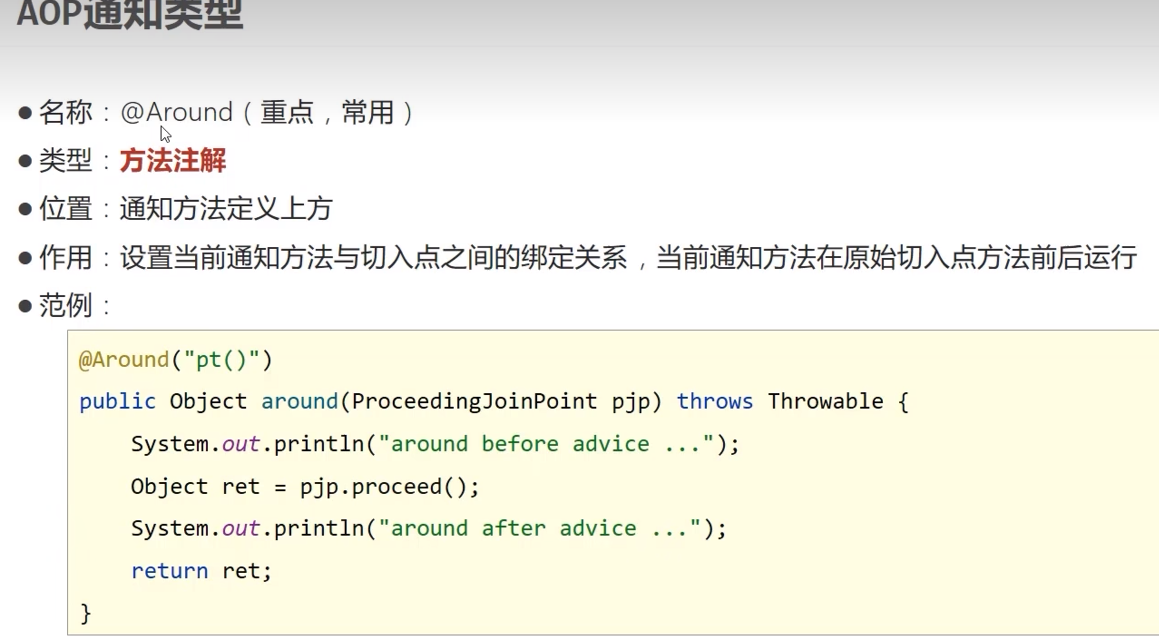 AOP通知类型
● 名称：@Around（重点，常用）
● 类型：方法注解
● 位置：通知方法定义上方
● 作用：设置当前通知方法与切入点之间的绑定关系，当前通知方法在原始切入点方法前后运行
● 范例：
@Around("pt()")
public Object around(ProceedingJoinPoint pjp) throws Throwable {
    System.out.println("around before advice ...");
    Object ret = pjp.proceed();
    System.out.println("around after advice ...");
    return ret;
}